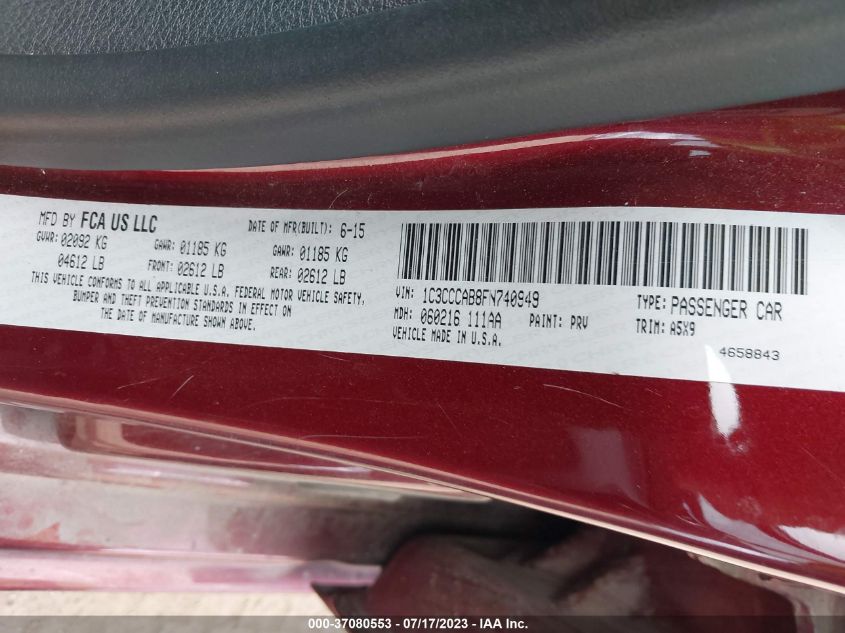 MFD BY FCA US LLC DATE OF MFR(BUILT): 6-15
GVWR: 02092 KG GAWR: 01185 KG GAWR: 01185 KG
04612 LB FRONT: 02612 LB REAR: 02612 LB
THIS VEHICLE CONFORMS TO ALL APPLICABLE U.S.A. FEDERAL MOTOR VEHICLE SAFETY,
BUMPER AND THEFT PREVENTION STANDARDS IN EFFECT ON
THE DATE OF MANUFACTURE SHOWN ABOVE.
VIN: 1C3CCCAB8FN740949 TYPE: PASSENGER CAR
MDH: 060216 111AA PAINT: PRV TRIM: A5X9
VEHICLE MADE IN U.S.A. 4658843
000-37080553 - 07/17/2023 - IAA Inc.